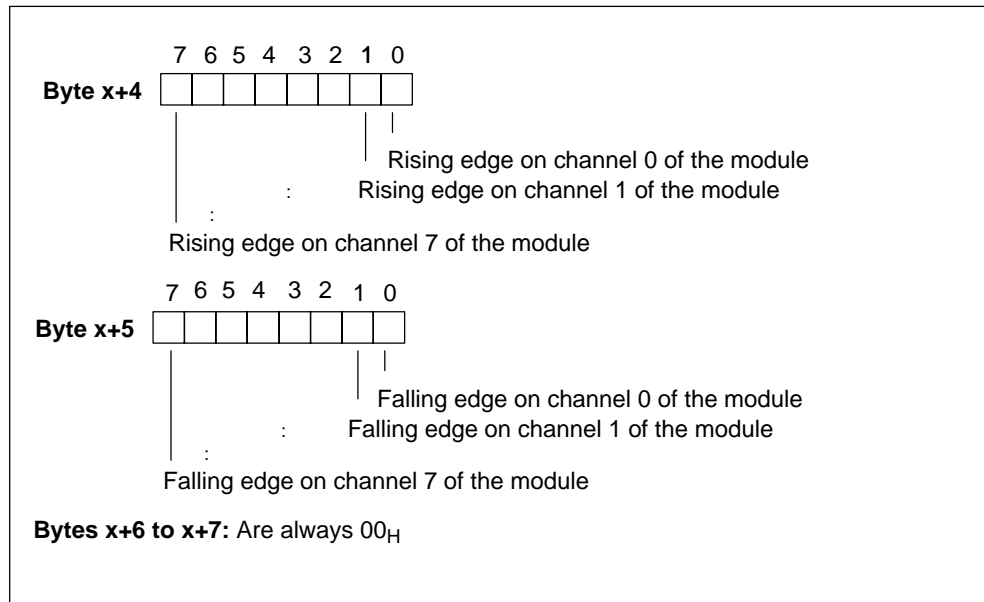 7 6 5 4 3 2 1 0
Byte x+4
Rising edge on channel 0 of the module
: Rising edge on channel 1 of the module
:
Rising edge on channel 7 of the module
7 6 5 4 3 2 1 0
Byte x+5
Falling edge on channel 0 of the module
: Falling edge on channel 1 of the module
:
Falling edge on channel 7 of the module
Bytes x+6 to x+7: Are always 00H